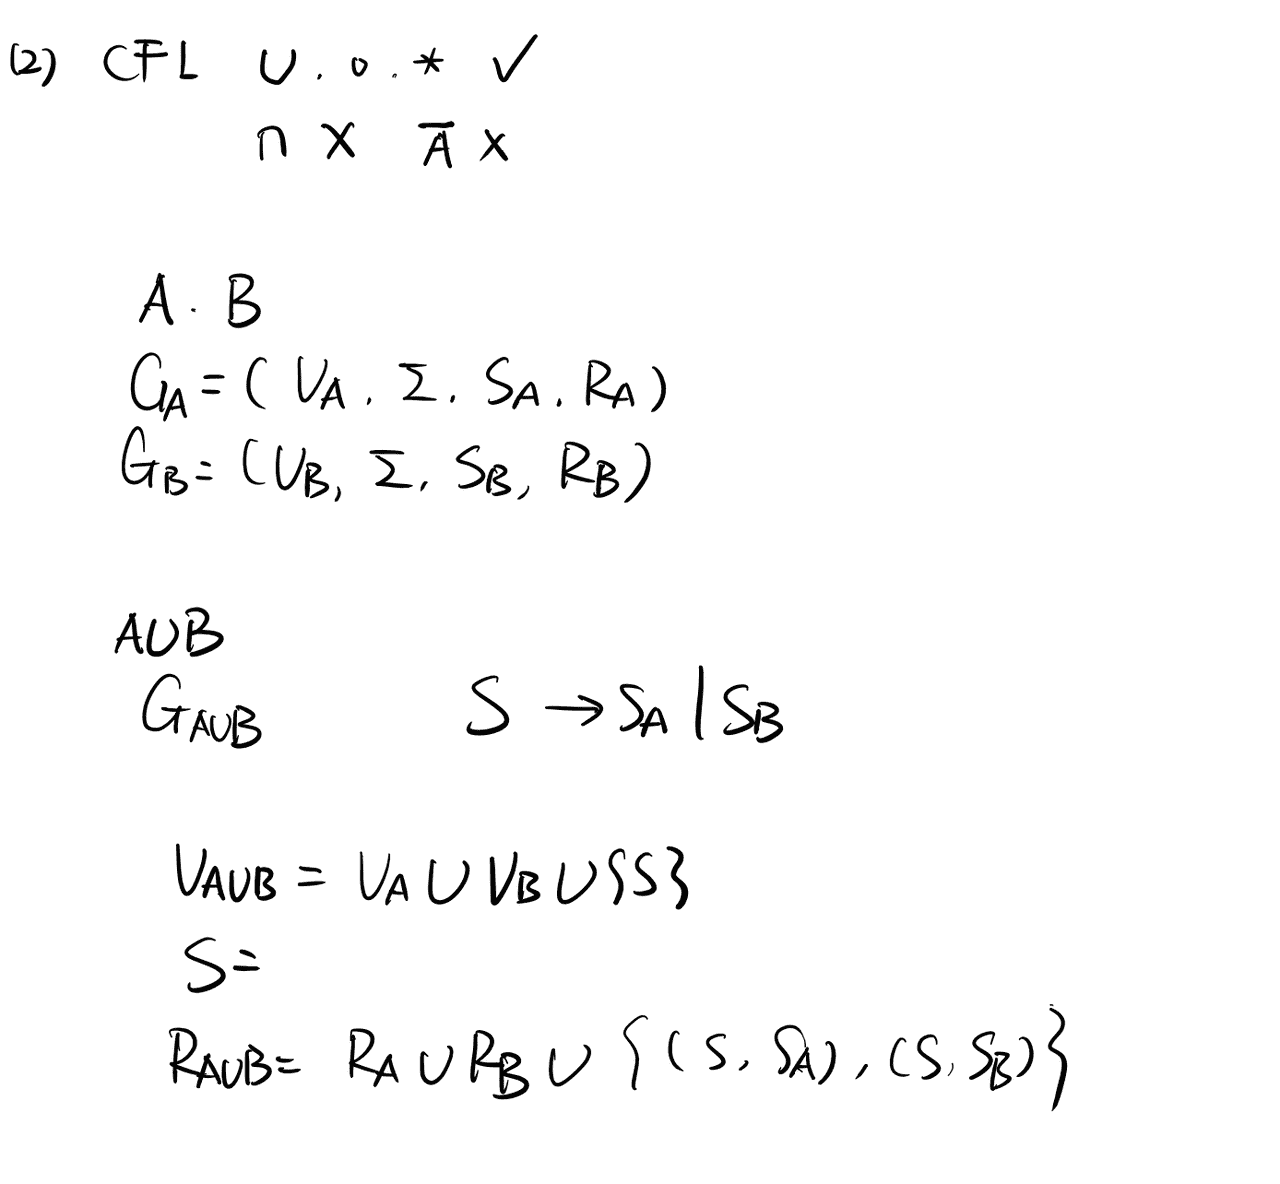 (2) CFL ∪ . ∘ . * ✓
∩ X A̅ X
A . B
G_A = ( V_A . Σ . S_A . R_A )
G_B = ( V_B , Σ . S_B , R_B )
A∪B
G_A∪B S → S_A | S_B
V_A∪B = V_A ∪ V_B ∪ {S}
S =
R_A∪B = R_A ∪ R_B ∪ { ( S , S_A ) , ( S , S_B ) }